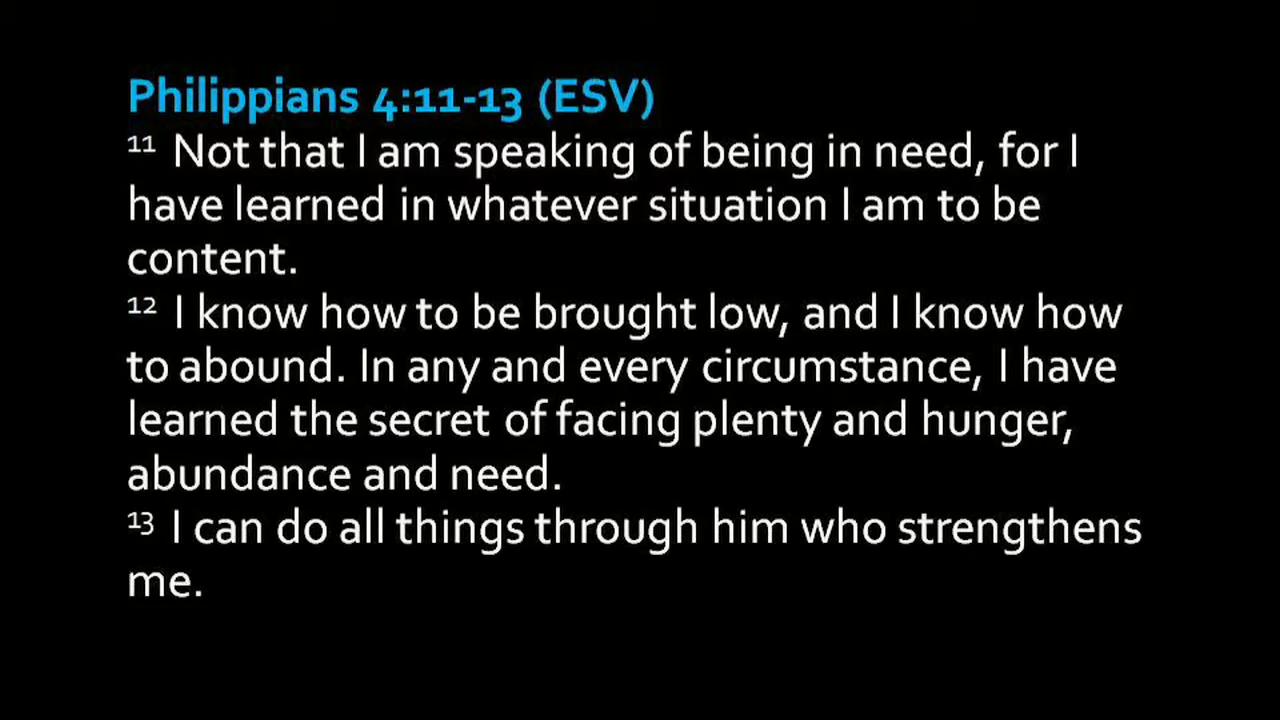 Philippians 4:11-13 (ESV)
11 Not that I am speaking of being in need, for I
have learned in whatever situation I am to be
content.
12 I know how to be brought low, and I know how
to abound. In any and every circumstance, I have
learned the secret of facing plenty and hunger,
abundance and need.
13 I can do all things through him who strengthens
me.